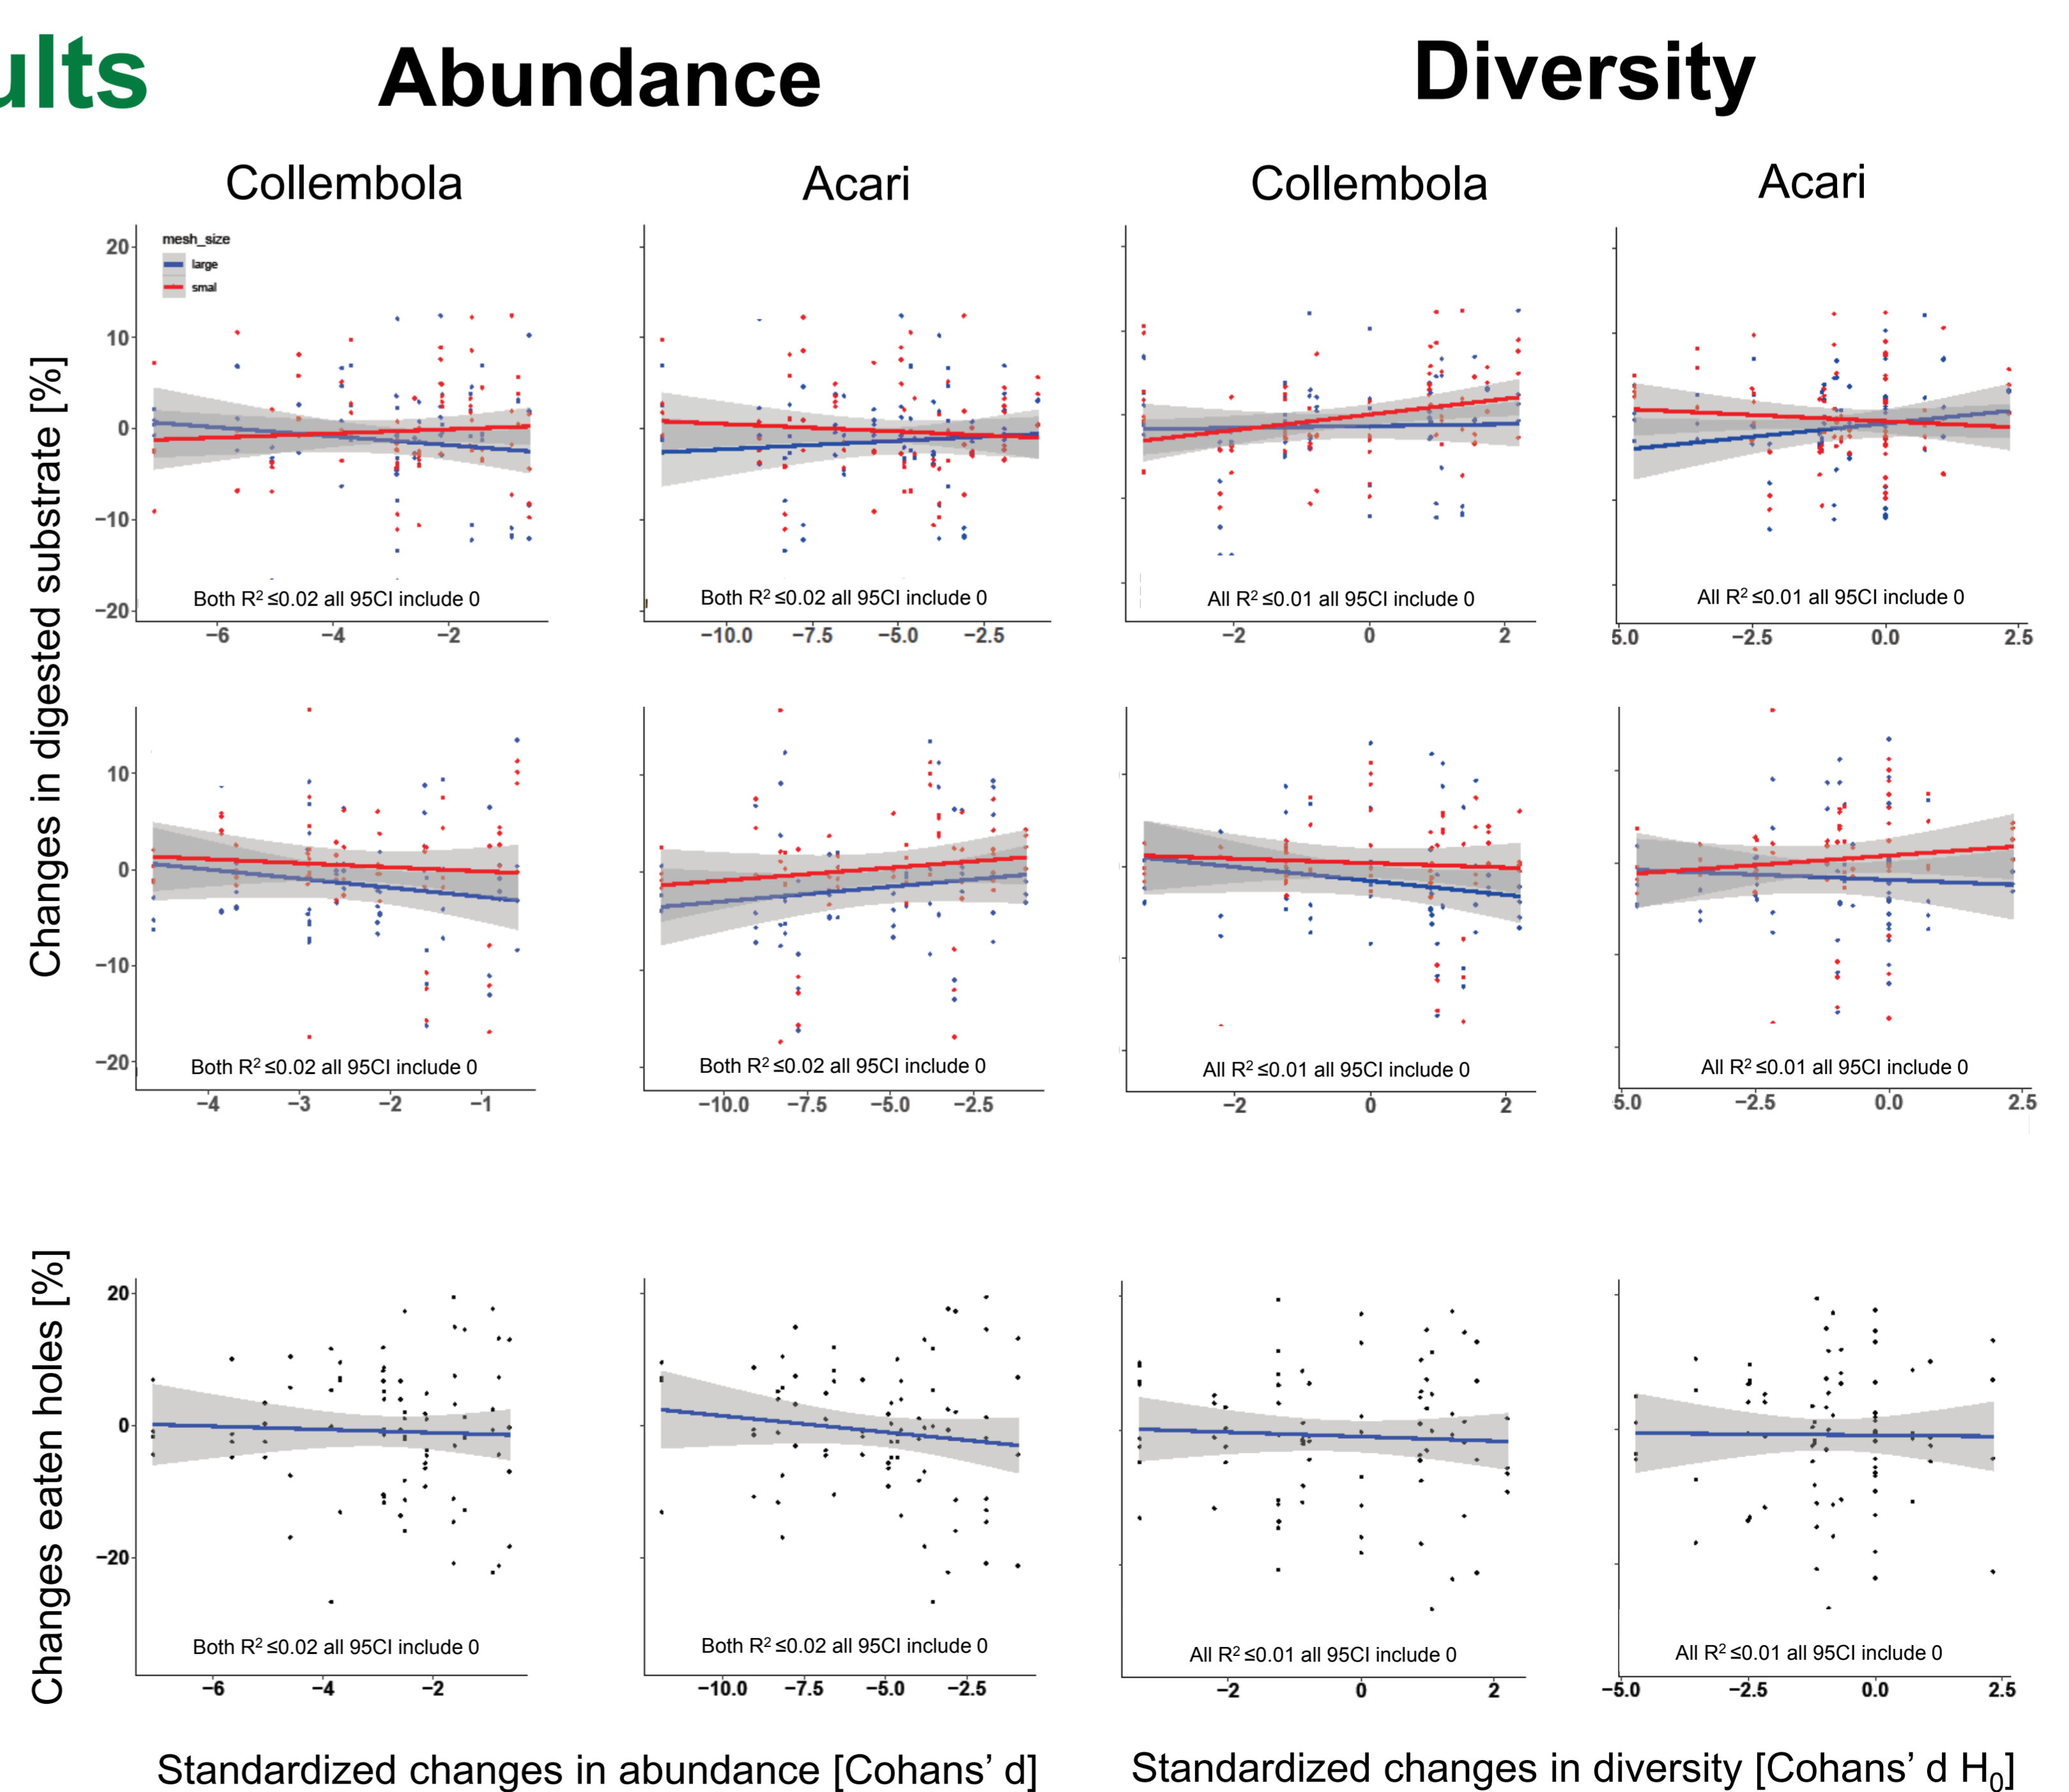 ults
Abundance
Diversity
Collembola
Acari
Collembola
Acari
Changes in digested substrate [%]
mesh_size
large
smal
20
10
0
−10
−20
Both R² ≤0.02 all 95CI include 0
−6 −4 −2
Both R² ≤0.02 all 95CI include 0
−10.0 −7.5 −5.0 −2.5
All R² ≤0.01 all 95CI include 0
−2 0 2
All R² ≤0.01 all 95CI include 0
5.0 −2.5 0.0 2.5
10
0
−10
−20
Both R² ≤0.02 all 95CI include 0
−4 −3 −2 −1
Both R² ≤0.02 all 95CI include 0
−10.0 −7.5 −5.0 −2.5
All R² ≤0.01 all 95CI include 0
−2 0 2
All R² ≤0.01 all 95CI include 0
5.0 −2.5 0.0 2.5
Changes eaten holes [%]
20
0
−20
Both R² ≤0.02 all 95CI include 0
−6 −4 −2
Both R² ≤0.02 all 95CI include 0
−10.0 −7.5 −5.0 −2.5
All R² ≤0.01 all 95CI include 0
−2 0 2
All R² ≤0.01 all 95CI include 0
−5.0 −2.5 0.0 2.5
Standardized changes in abundance [Cohans’ d]
Standardized changes in diversity [Cohans’ d H₀]